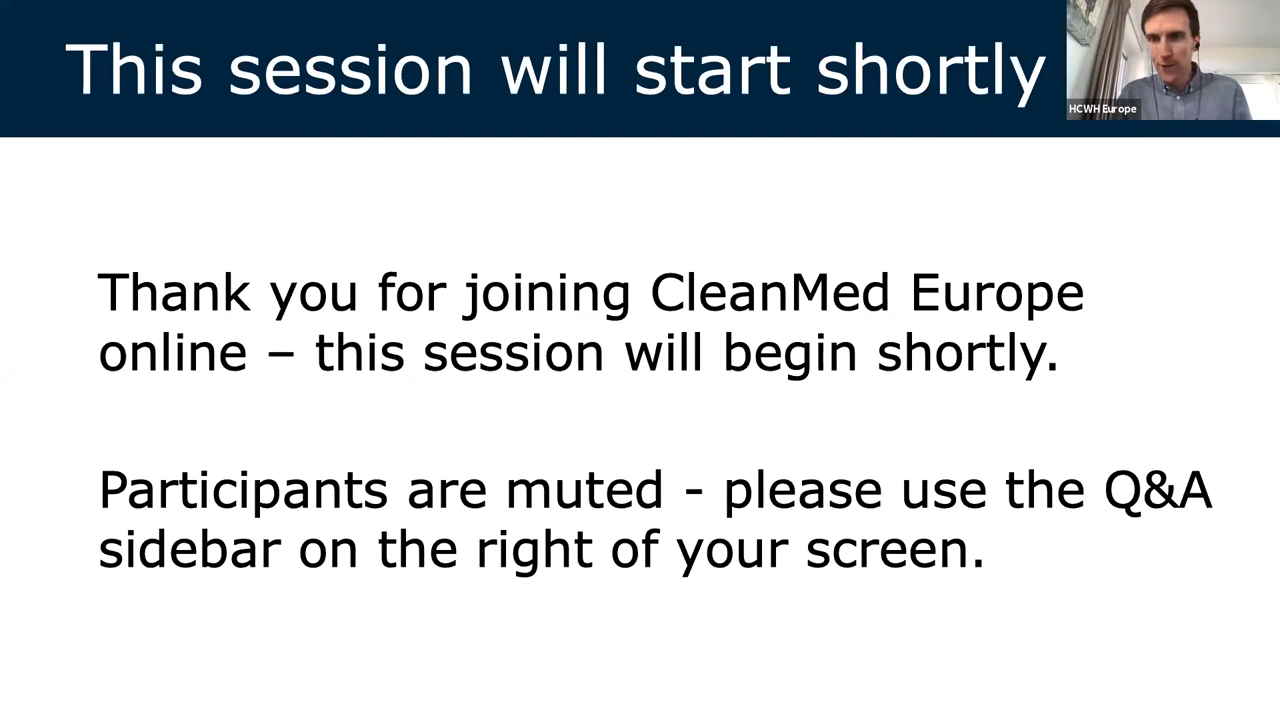 This session will start shortly
HCWH Europe
Thank you for joining CleanMed Europe
online – this session will begin shortly.
Participants are muted - please use the Q&A
sidebar on the right of your screen.